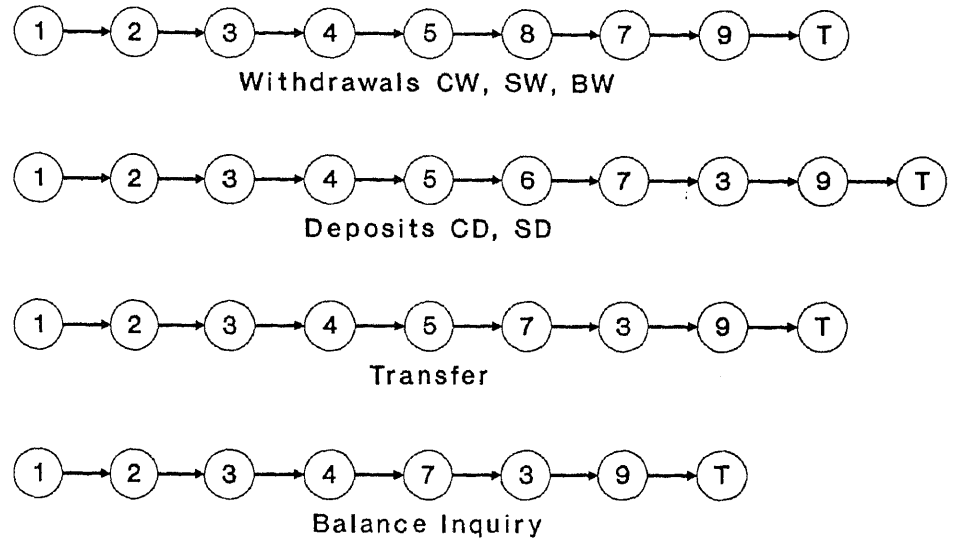 1 2 3 4 5 8 7 9 T
Withdrawals CW, SW, BW
1 2 3 4 5 6 7 3 9 T
Deposits CD, SD
1 2 3 4 5 7 3 9 T
Transfer
1 2 3 4 7 3 9 T
Balance Inquiry